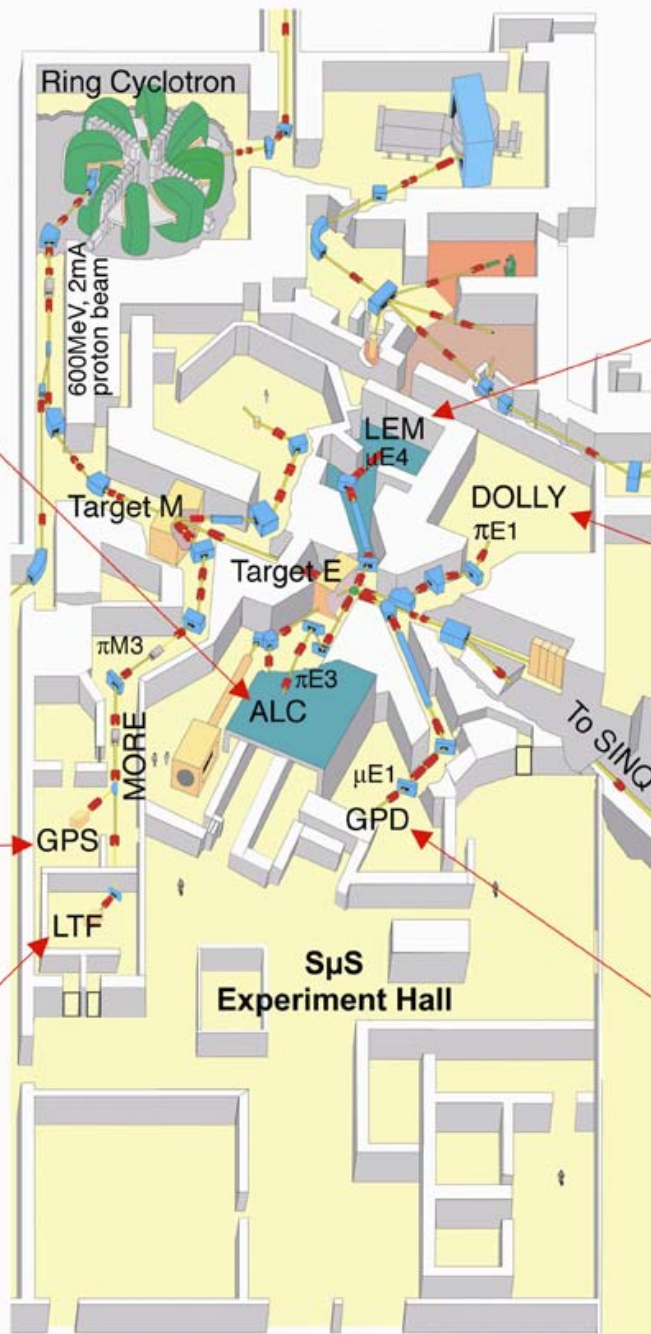 Ring Cyclotron
600MeV, 2mA
proton beam
LEM
μE4
DOLLY
πE1
Target M
Target E
πM3
πE3
ALC
MORE
To SINQ
μE1
GPD
GPS
LTF
SμS
Experiment Hall